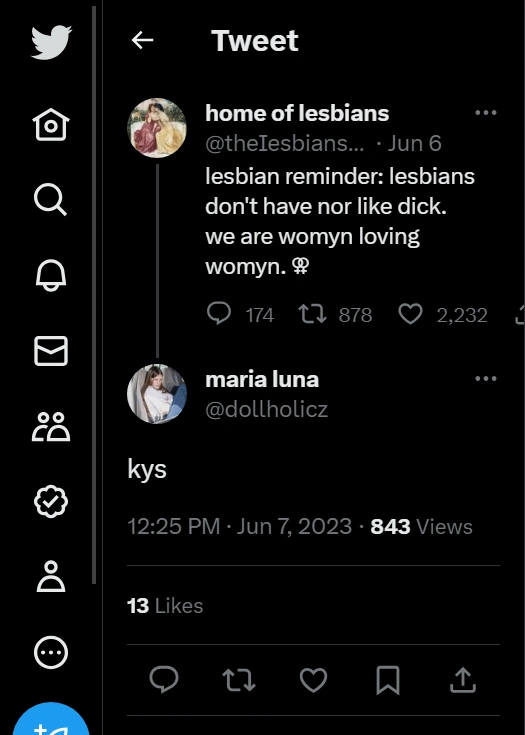 Tweet
home of lesbians
@theIesbians... · Jun 6
lesbian reminder: lesbians
don't have nor like dick.
we are womyn loving
womyn. ⚢
174 878 2,232
maria luna
@dollholicz
kys
12:25 PM · Jun 7, 2023 · 843 Views
13 Likes